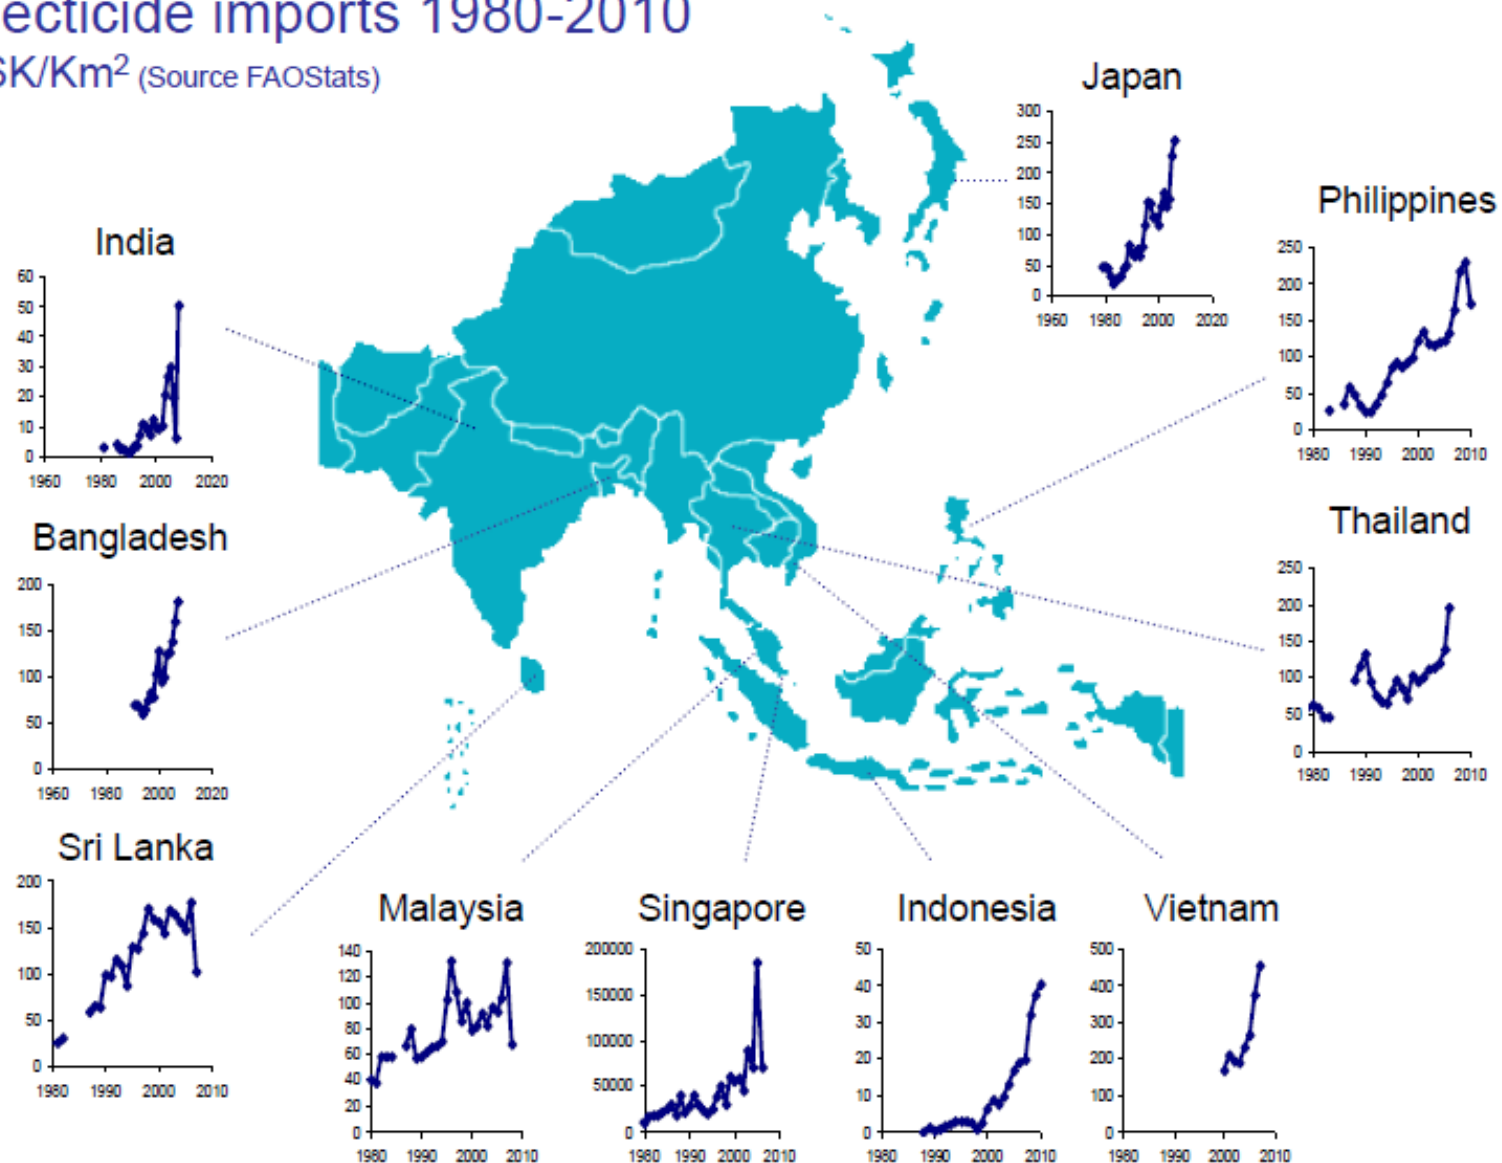 ecticide imports 1980-2010
SK/Km² (Source FAOStats)
Japan
300
250
200
150
100
50
0
1960 1980 2000 2020
Philippines
250
200
150
100
50
0
1980 1990 2000 2010
India
60
50
40
30
20
10
0
1960 1980 2000 2020
Thailand
250
200
150
100
50
0
1980 1990 2000 2010
Bangladesh
200
150
100
50
0
1960 1980 2000 2020
Sri Lanka
200
150
100
50
0
1980 1990 2000 2010
Malaysia
140
120
100
80
60
40
20
0
1980 1990 2000 2010
Singapore
200000
150000
100000
50000
0
1980 1990 2000 2010
Indonesia
50
40
30
20
10
0
1980 1990 2000 2010
Vietnam
500
400
300
200
100
0
1980 1990 2000 2010